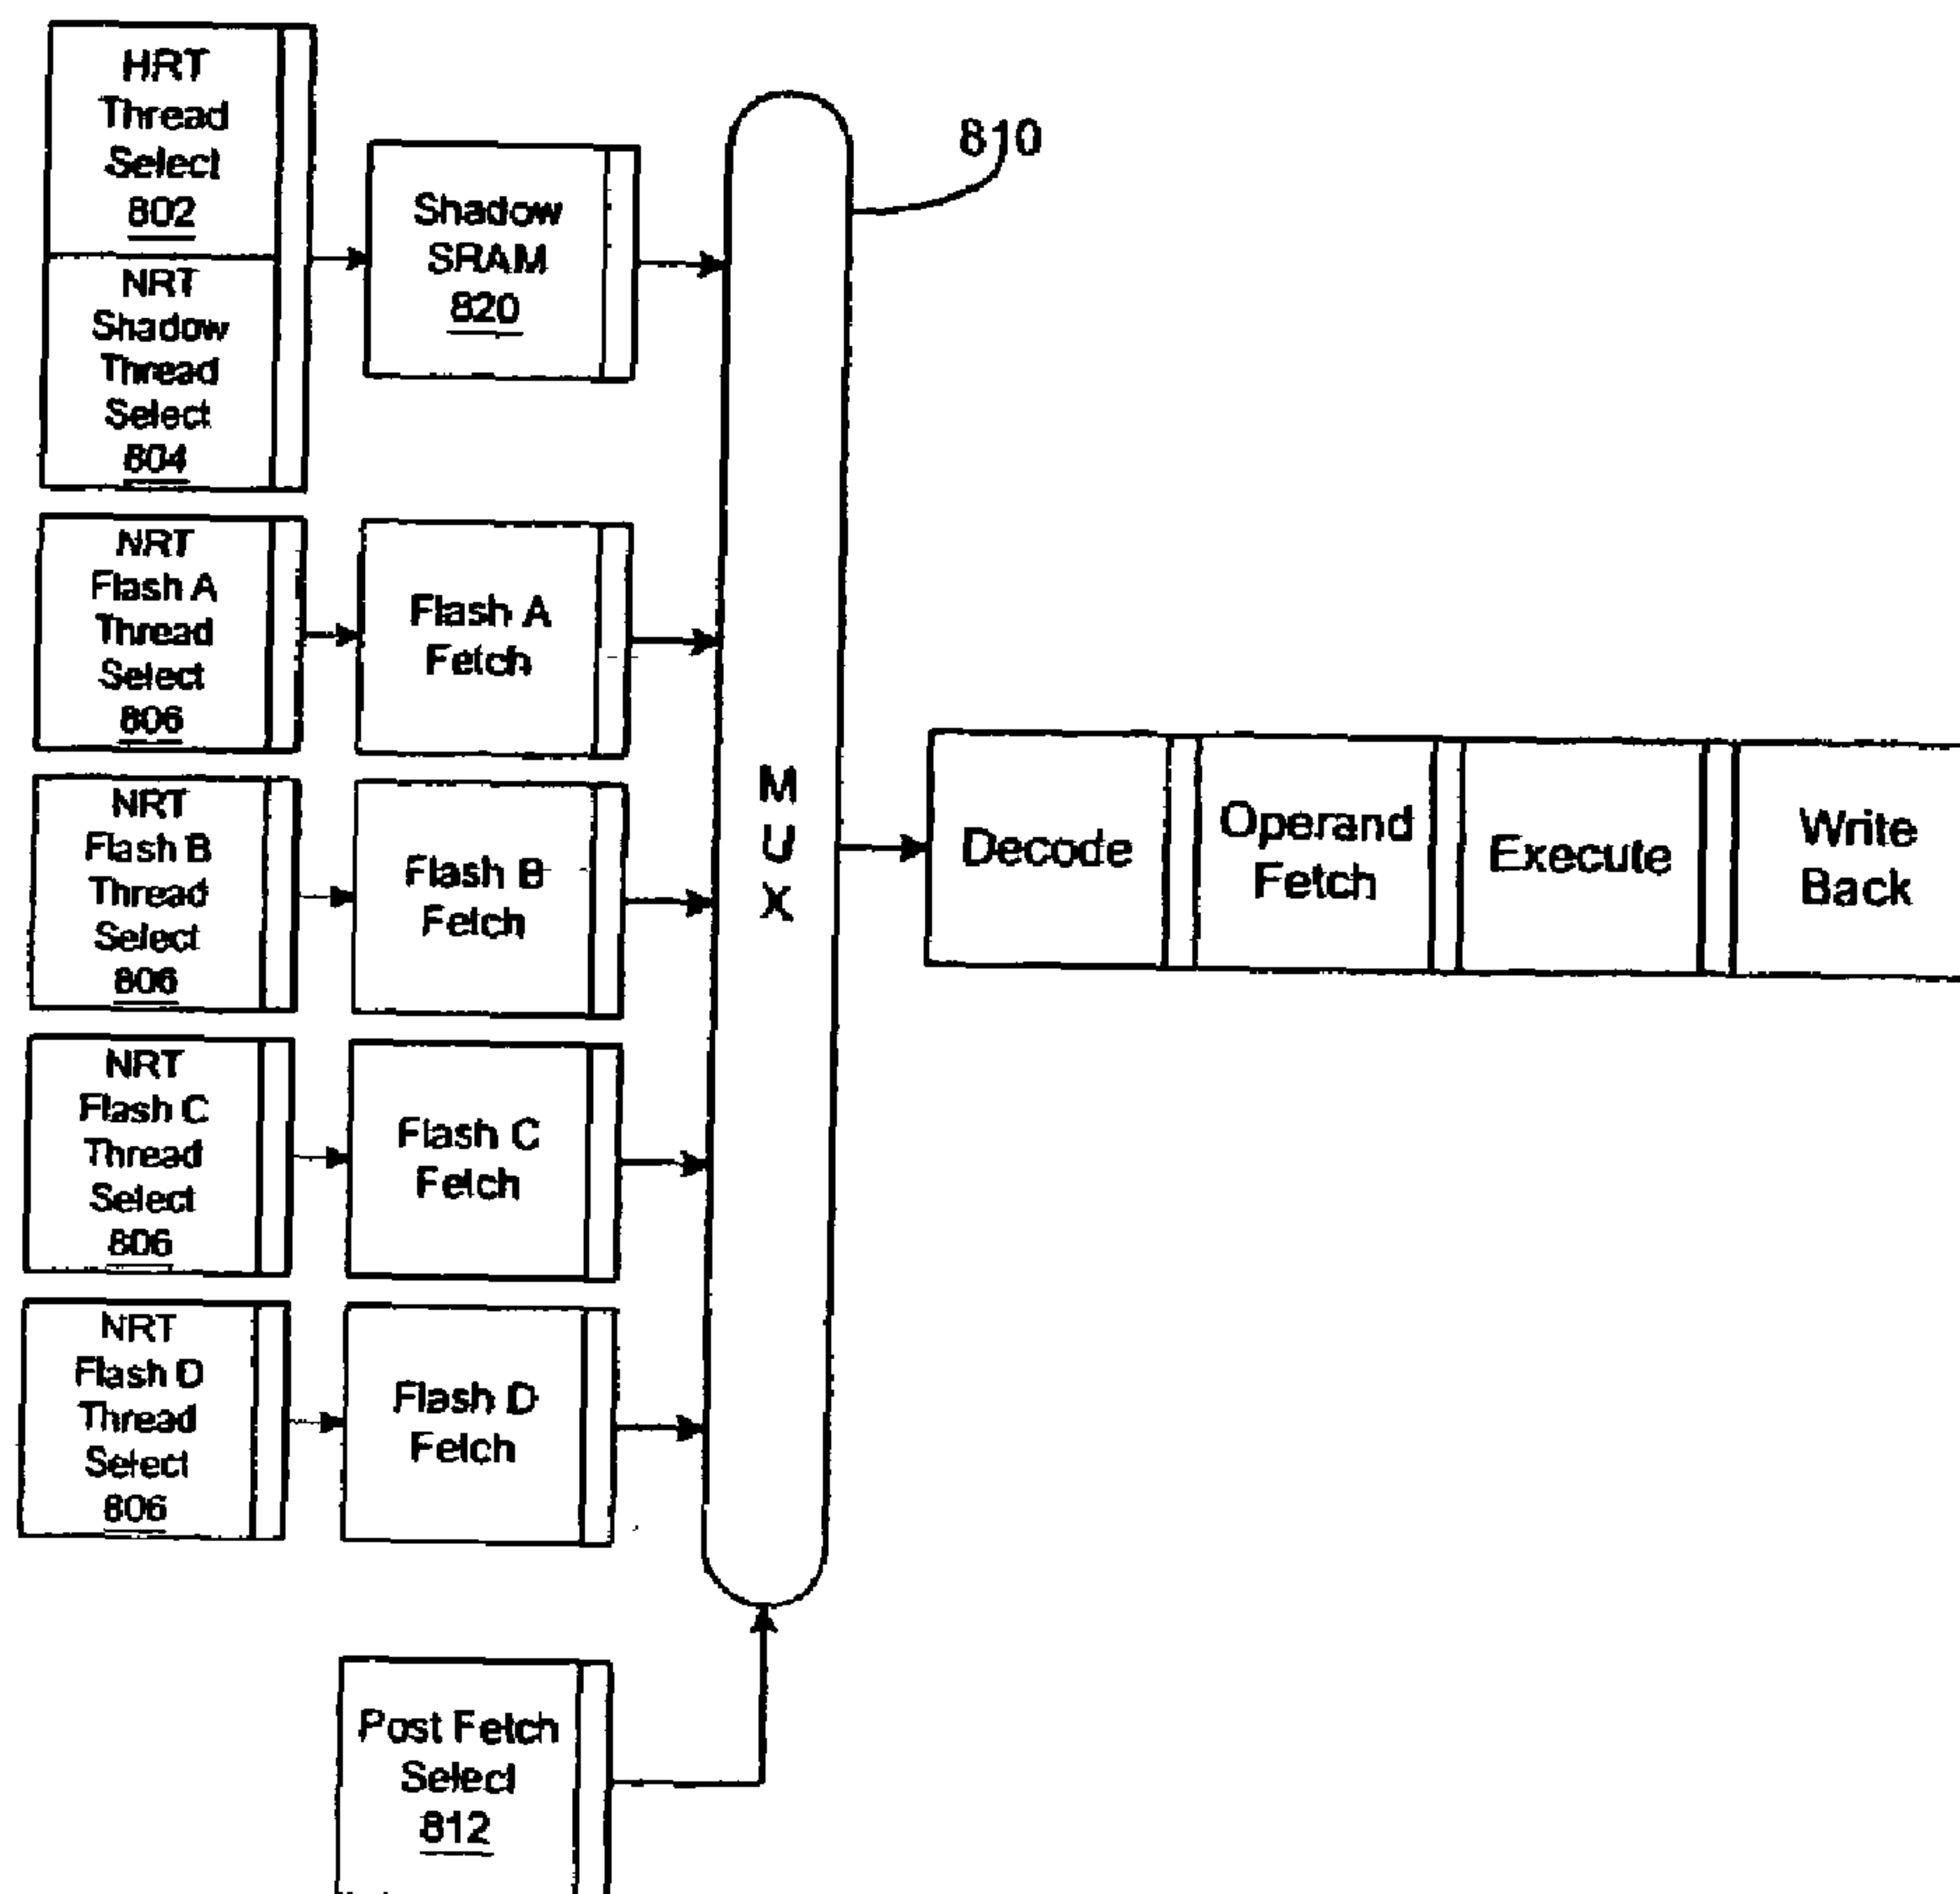 HRT
Thread
Select
802
NRT
Shadow
Thread
Select
804
Shadow
SRAM
820
810
NRT
Flash A
Thread
Select
806
Flash A
Fetch
NRT
Flash B
Thread
Select
806
Flash B
Fetch
NRT
Flash C
Thread
Select
806
Flash C
Fetch
NRT
Flash D
Thread
Select
806
Flash D
Fetch
M
U
X
Decode
Operand
Fetch
Execute
Write
Back
Post Fetch
Select
812